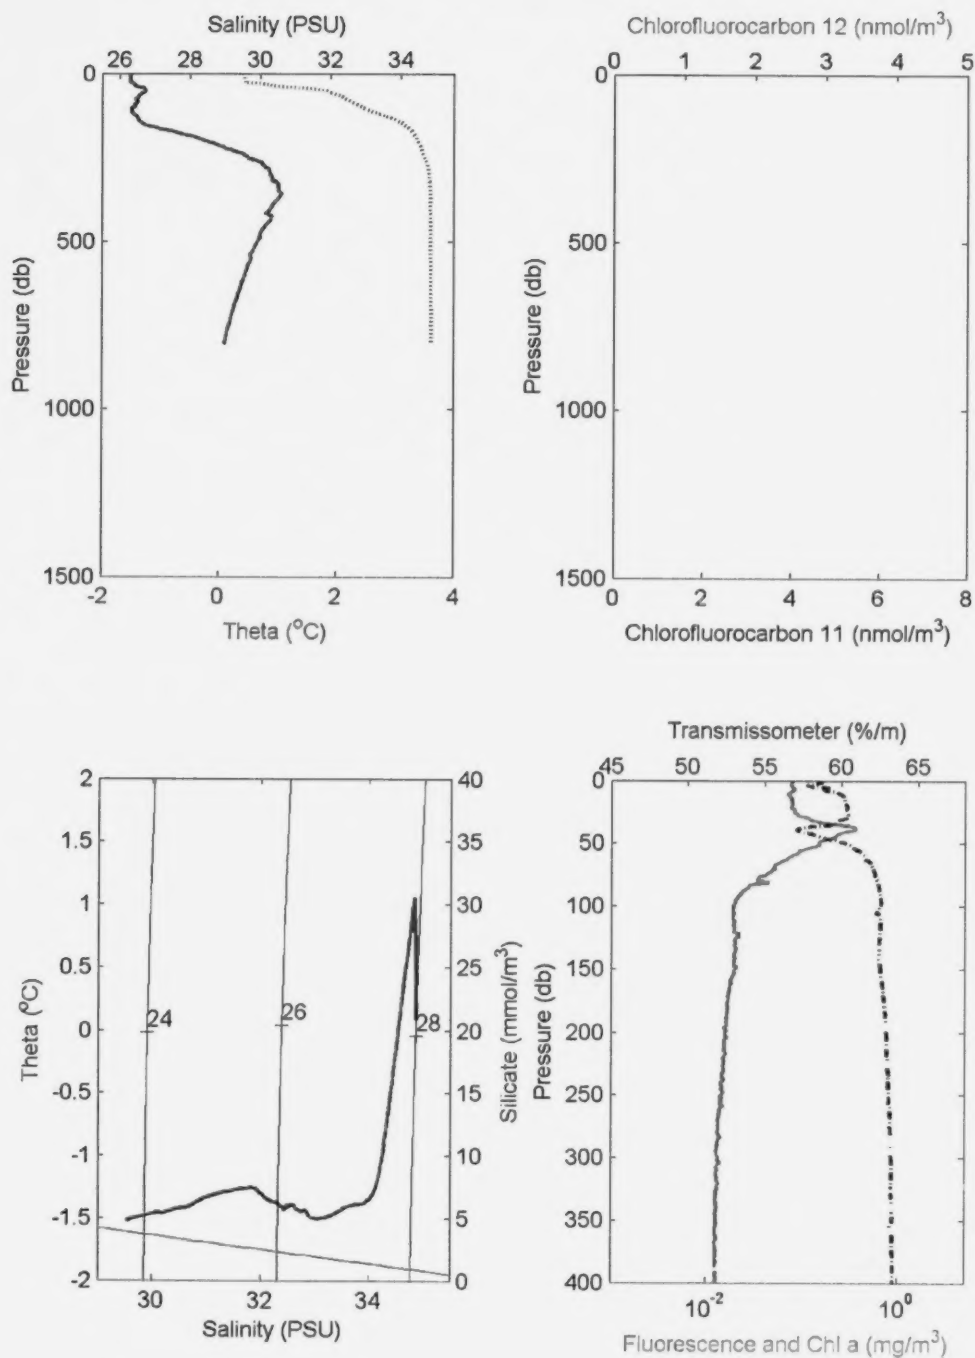 Salinity (PSU)
26 28 30 32 34
0
500
1000
1500
Pressure (db)
-2 0 2 4
Theta (°C)
Chlorofluorocarbon 12 (nmol/m³)
0 1 2 3 4 5
0
500
1000
1500
Pressure (db)
0 2 4 6 8
Chlorofluorocarbon 11 (nmol/m³)
2
1.5
1
0.5
0
-0.5
-1
-1.5
-2
Theta (°C)
24
26
28
40
35
30
25
20
15
10
5
0
Silicate (mmol/m³)
30 32 34
Salinity (PSU)
Transmissometer (%/m)
45 50 55 60 65
0
50
100
150
200
250
300
350
400
Pressure (db)
10⁻² 10⁰
Fluorescence and Chl a (mg/m³)